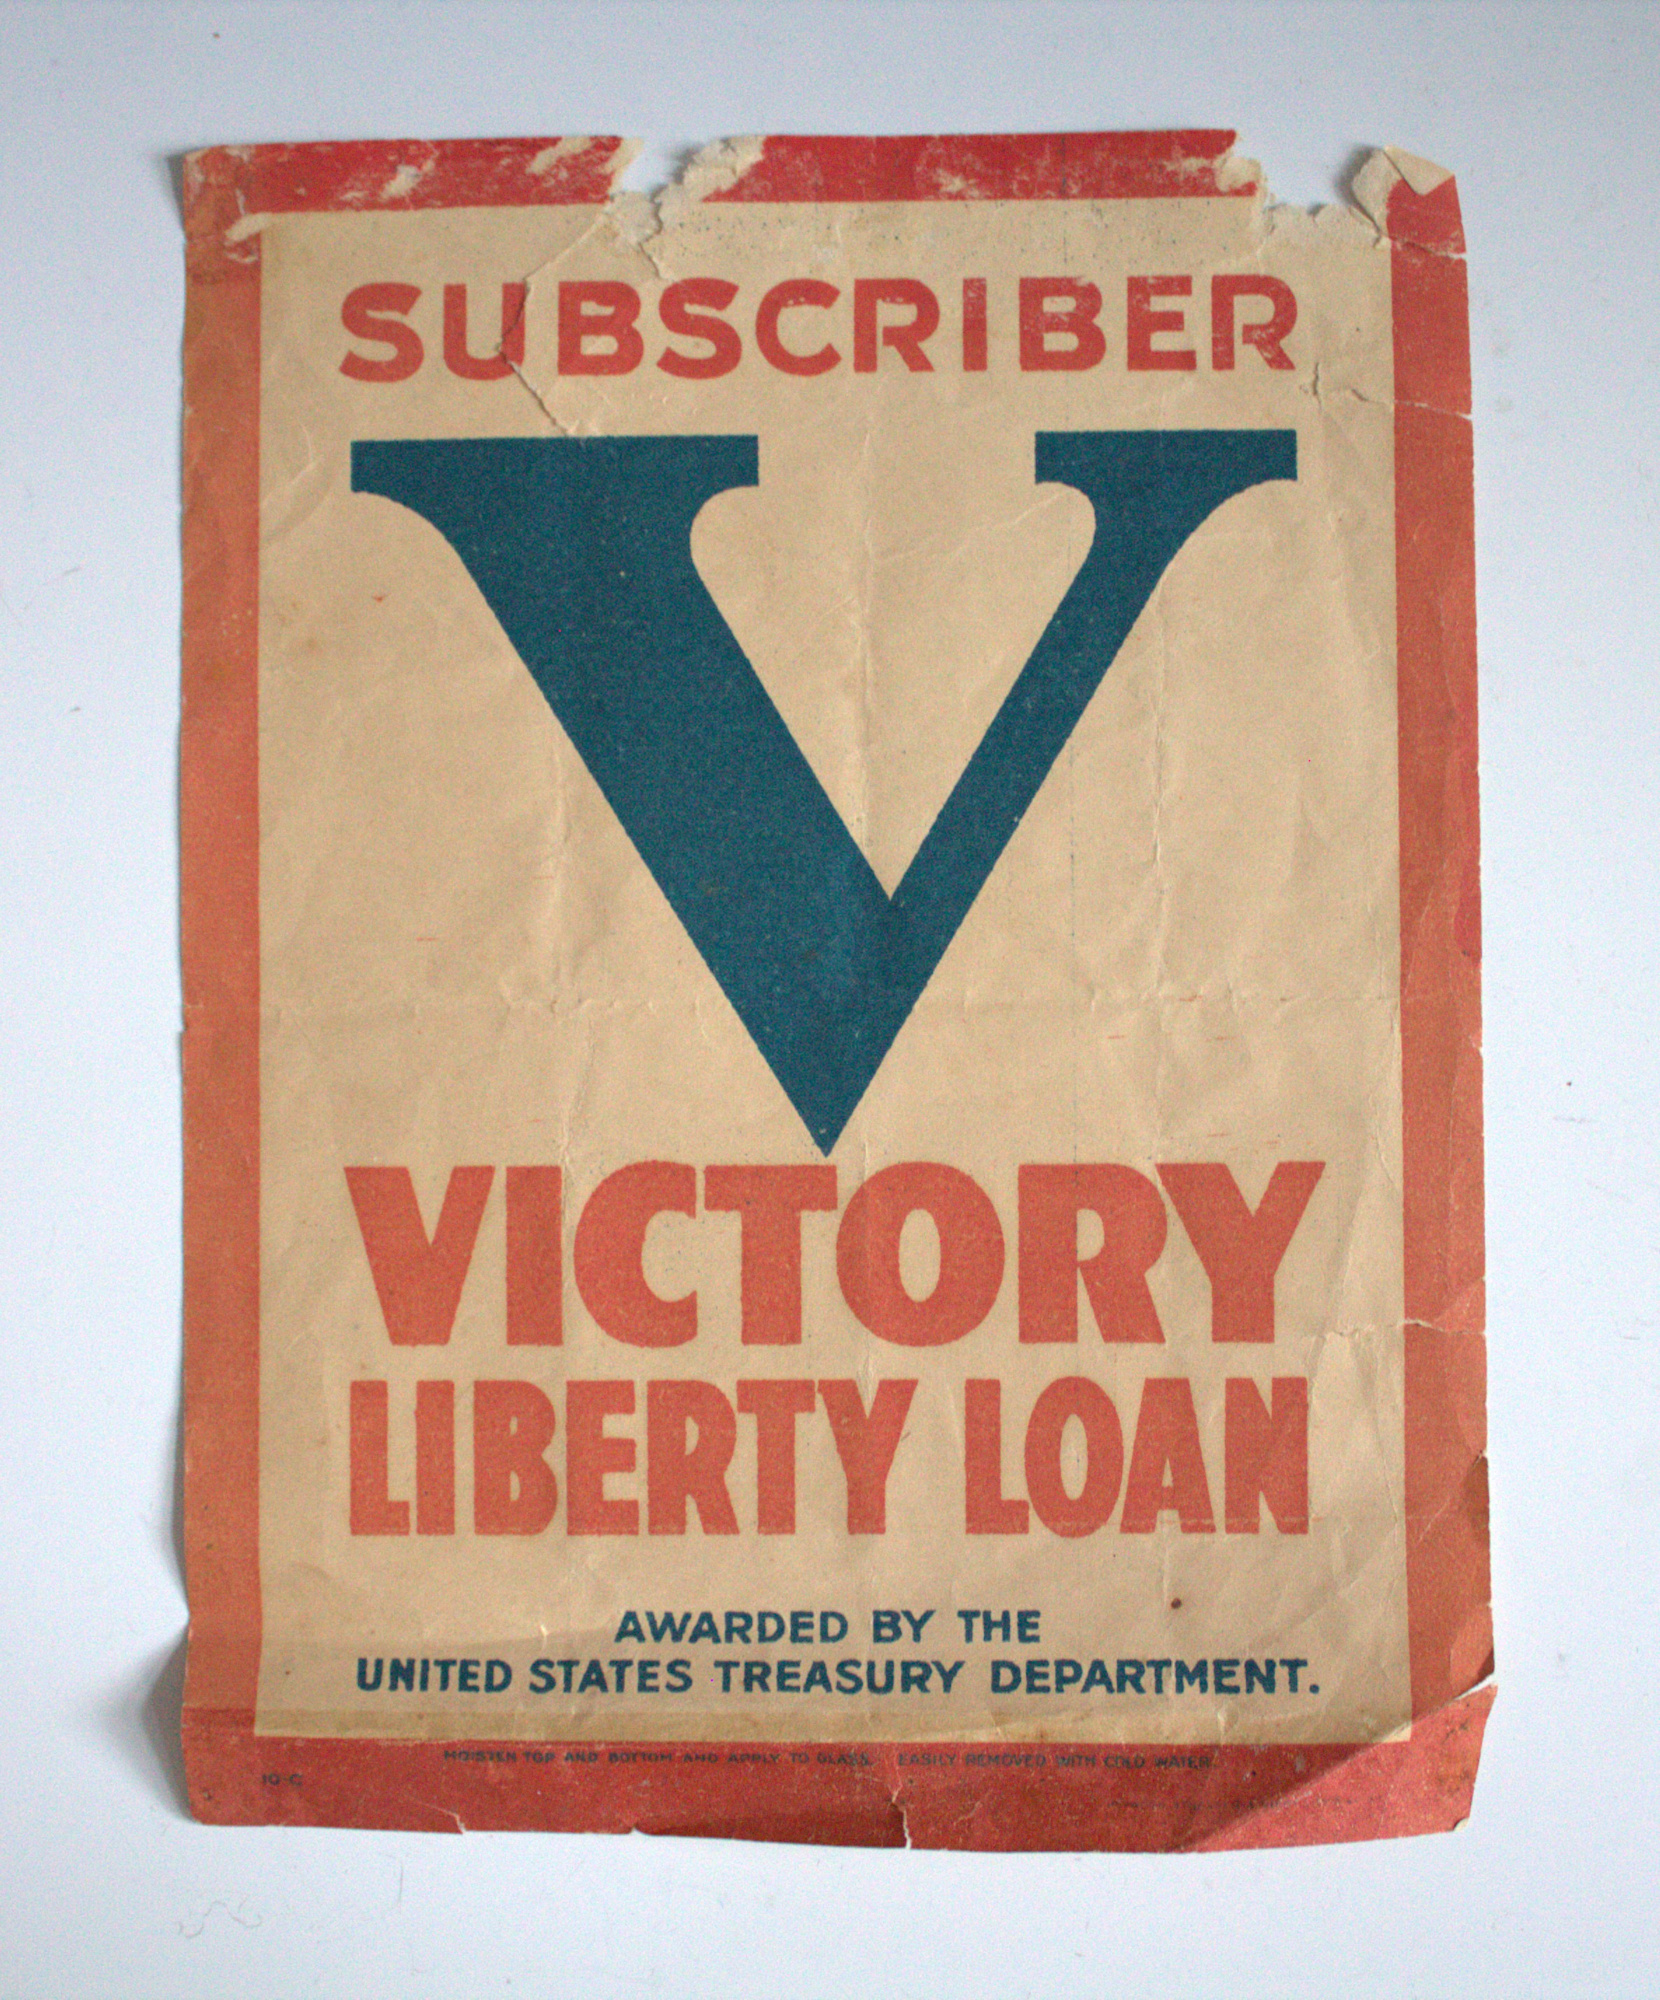 SUBSCRIBER
V
VICTORY
LIBERTY LOAN
AWARDED BY THE
UNITED STATES TREASURY DEPARTMENT.
MOISTEN TOP AND BOTTOM AND APPLY TO GLASS. EASILY REMOVED WITH COLD WATER.
10-C